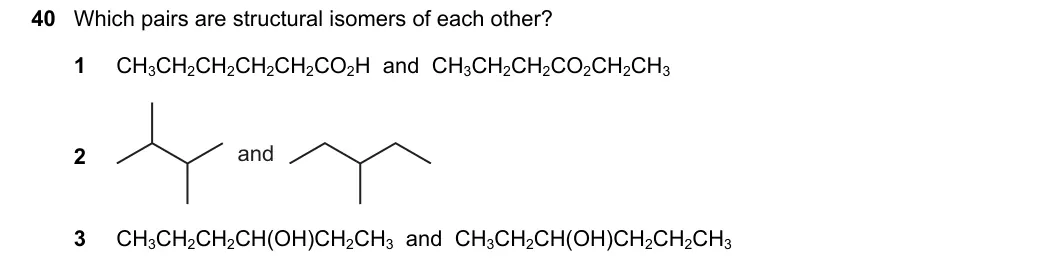 40 Which pairs are structural isomers of each other?
1 CH₃CH₂CH₂CH₂CH₂CO₂H and CH₃CH₂CH₂CO₂CH₂CH₃
2 and
3 CH₃CH₂CH₂CH(OH)CH₂CH₃ and CH₃CH₂CH(OH)CH₂CH₂CH₃